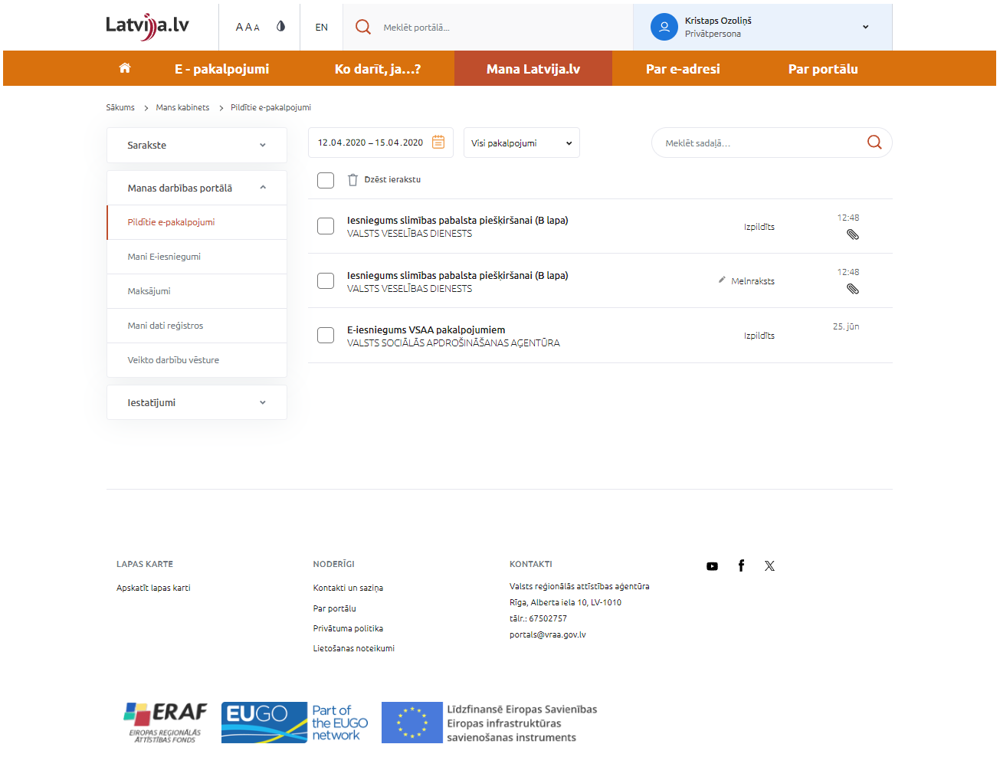 Latvija.lv
A A A
EN
Meklēt portālā...
Kristaps Ozoliņš
Privātpersona
E - pakalpojumi
Ko darīt, ja...?
Mana Latvija.lv
Par e-adresi
Par portālu
Sākums
Mans kabinets
Pildītie e-pakalpojumi
Sarakste
Manas darbības portālā
Pildītie e-pakalpojumi
Mani E-iesniegumi
Maksājumi
Mani dati reģistros
Veikto darbību vēsture
Iestatījumi
12.04.2020 – 15.04.2020
Visi pakalpojumi
Meklēt sadaļā...
Dzēst ierakstu
Iesniegums slimības pabalsta piešķiršanai (B lapa)
VALSTS VESELĪBAS DIENESTS
Izpildīts
12:48
Iesniegums slimības pabalsta piešķiršanai (B lapa)
VALSTS VESELĪBAS DIENESTS
Melnraksts
12:48
E-iesniegums VSAA pakalpojumiem
VALSTS SOCIĀLĀS APDROŠINĀŠANAS AĢENTŪRA
Izpildīts
25. jūn
LAPAS KARTE
Apskatīt lapas karti
NODERĪGI
Kontakti un saziņa
Par portālu
Privātuma politika
Lietošanas noteikumi
KONTAKTI
Valsts reģionālās attīstības aģentūra
Rīga, Alberta iela 10, LV-1010
tālr.: 67502757
portals@vraa.gov.lv
ERAF
EIROPAS REGIONĀLĀS
ATTĪSTĪBAS FONDS
EUGO
Part of
the EUGO
network
Līdzfinansē Eiropas Savienības
Eiropas infrastruktūras
savienošanas instruments